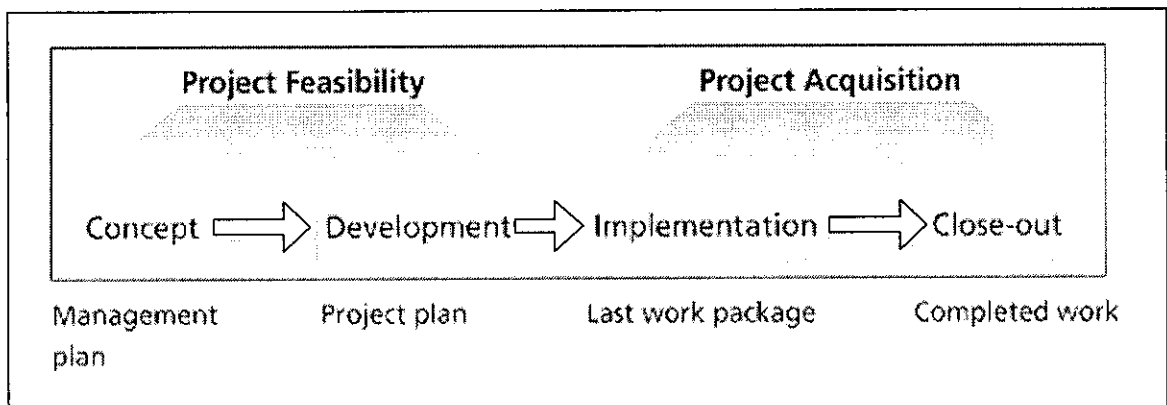 Project Feasibility
Project Acquisition
Concept
Development
Implementation
Close-out
Management
plan
Project plan
Last work package
Completed work